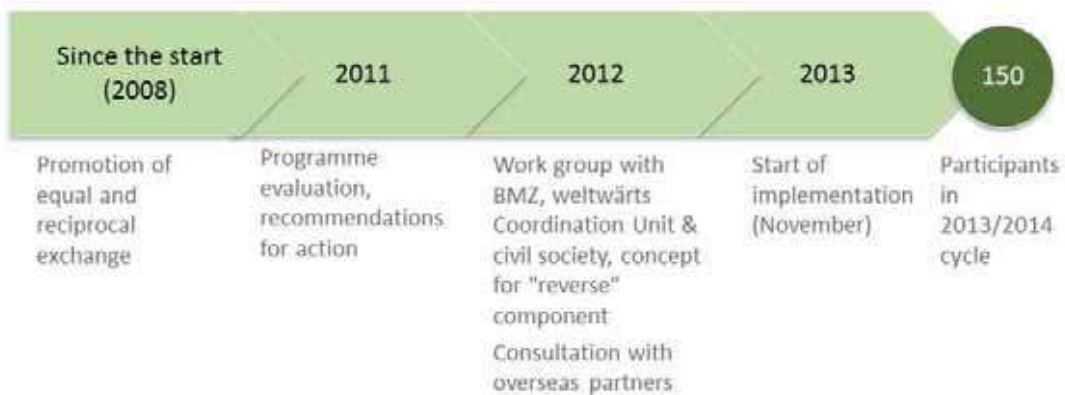 Since the start
(2008)
2011
2012
2013
150
Promotion of
equal and
reciprocal
exchange
Programme
evaluation,
recommendations
for action
Work group with
BMZ, weltwärts
Coordination Unit &
civil society, concept
for "reverse"
component
Consultation with
overseas partners
Start of
implementation
(November)
Participants
in
2013/2014
cycle